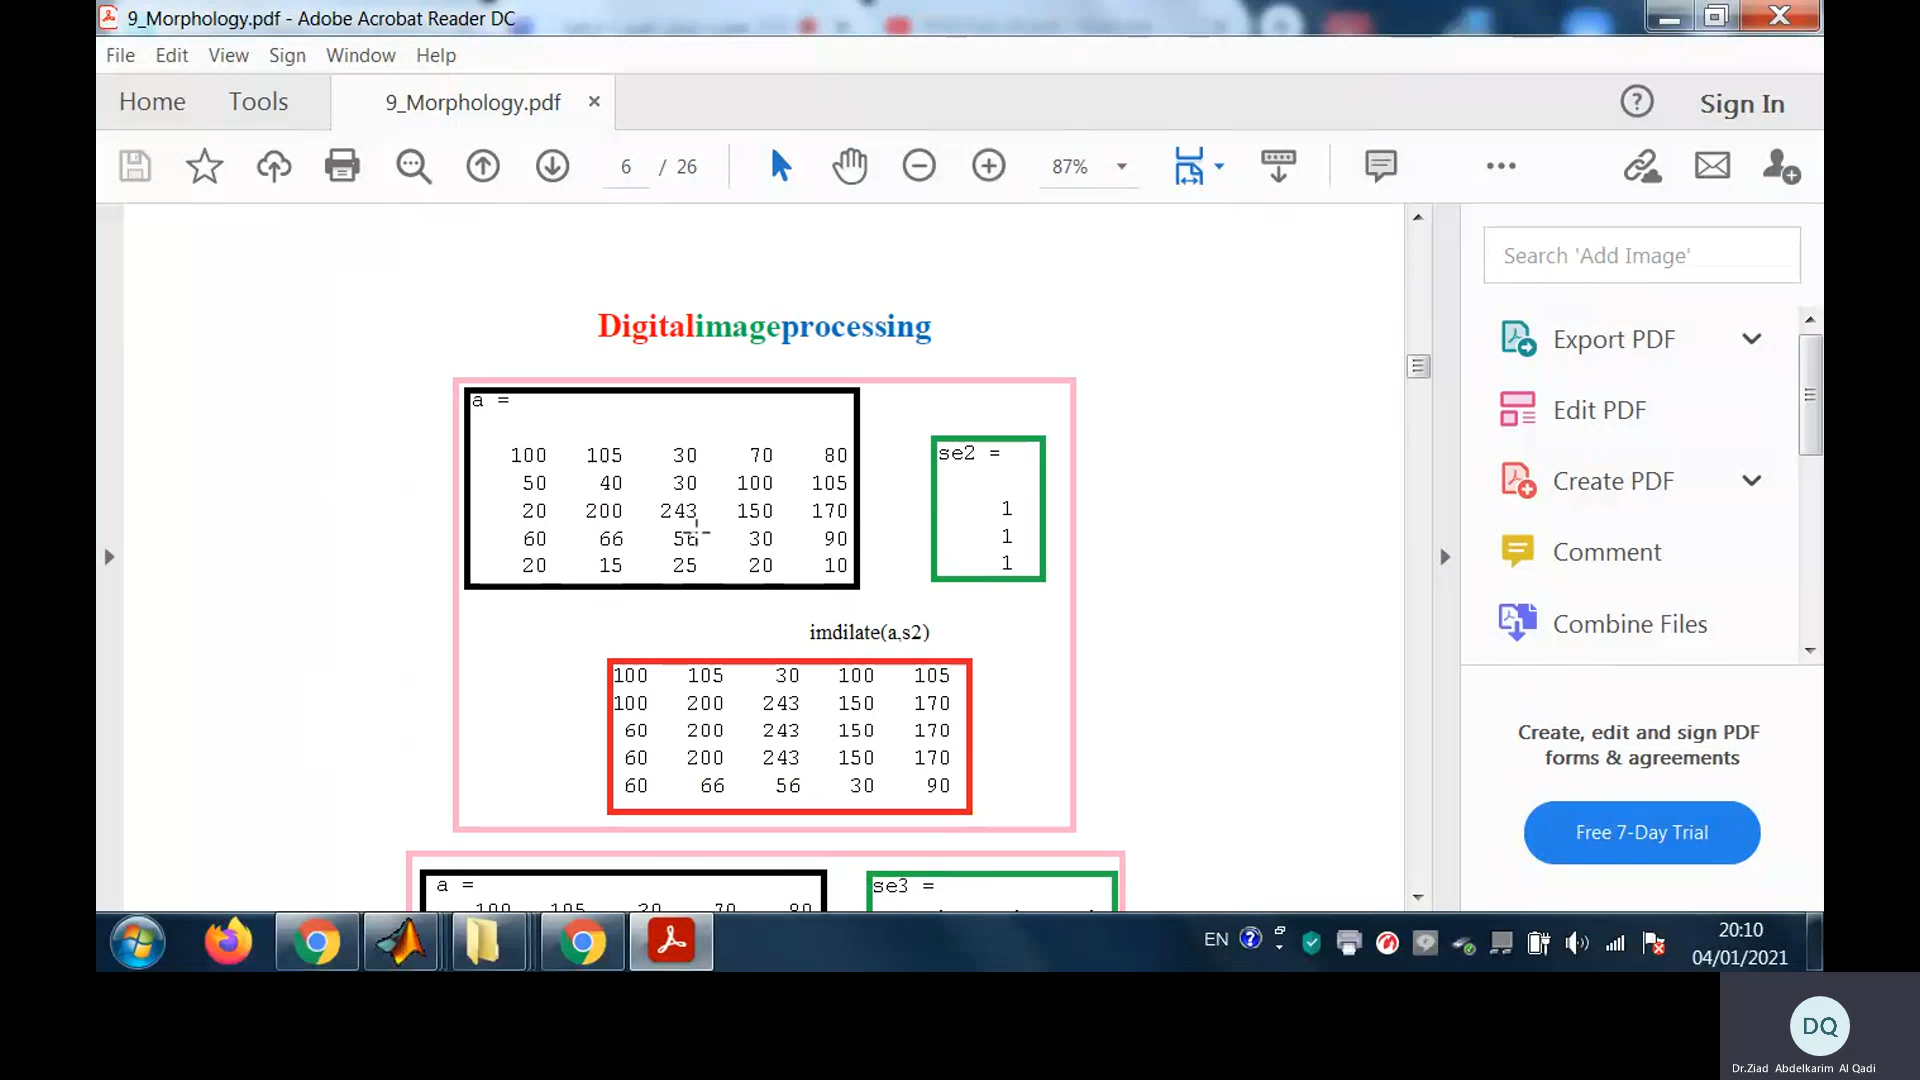 9_Morphology.pdf - Adobe Acrobat Reader DC
File Edit View Sign Window Help
Home Tools 9_Morphology.pdf × Sign In
6 / 26 87%
Search 'Add Image'
Export PDF
Edit PDF
Create PDF
Comment
Combine Files
Create, edit and sign PDF
forms & agreements
Free 7-Day Trial
Digitalimageprocessing
a =
100 105 30 70 80
50 40 30 100 105
20 200 243 150 170
60 66 56 30 90
20 15 25 20 10
se2 =
1
1
1
imdilate(a,s2)
100 105 30 100 105
100 200 243 150 170
60 200 243 150 170
60 200 243 150 170
60 66 56 30 90
a =
se3 =
EN
20:10
04/01/2021
DQ
Dr.Ziad Abdelkarim Al Qadi